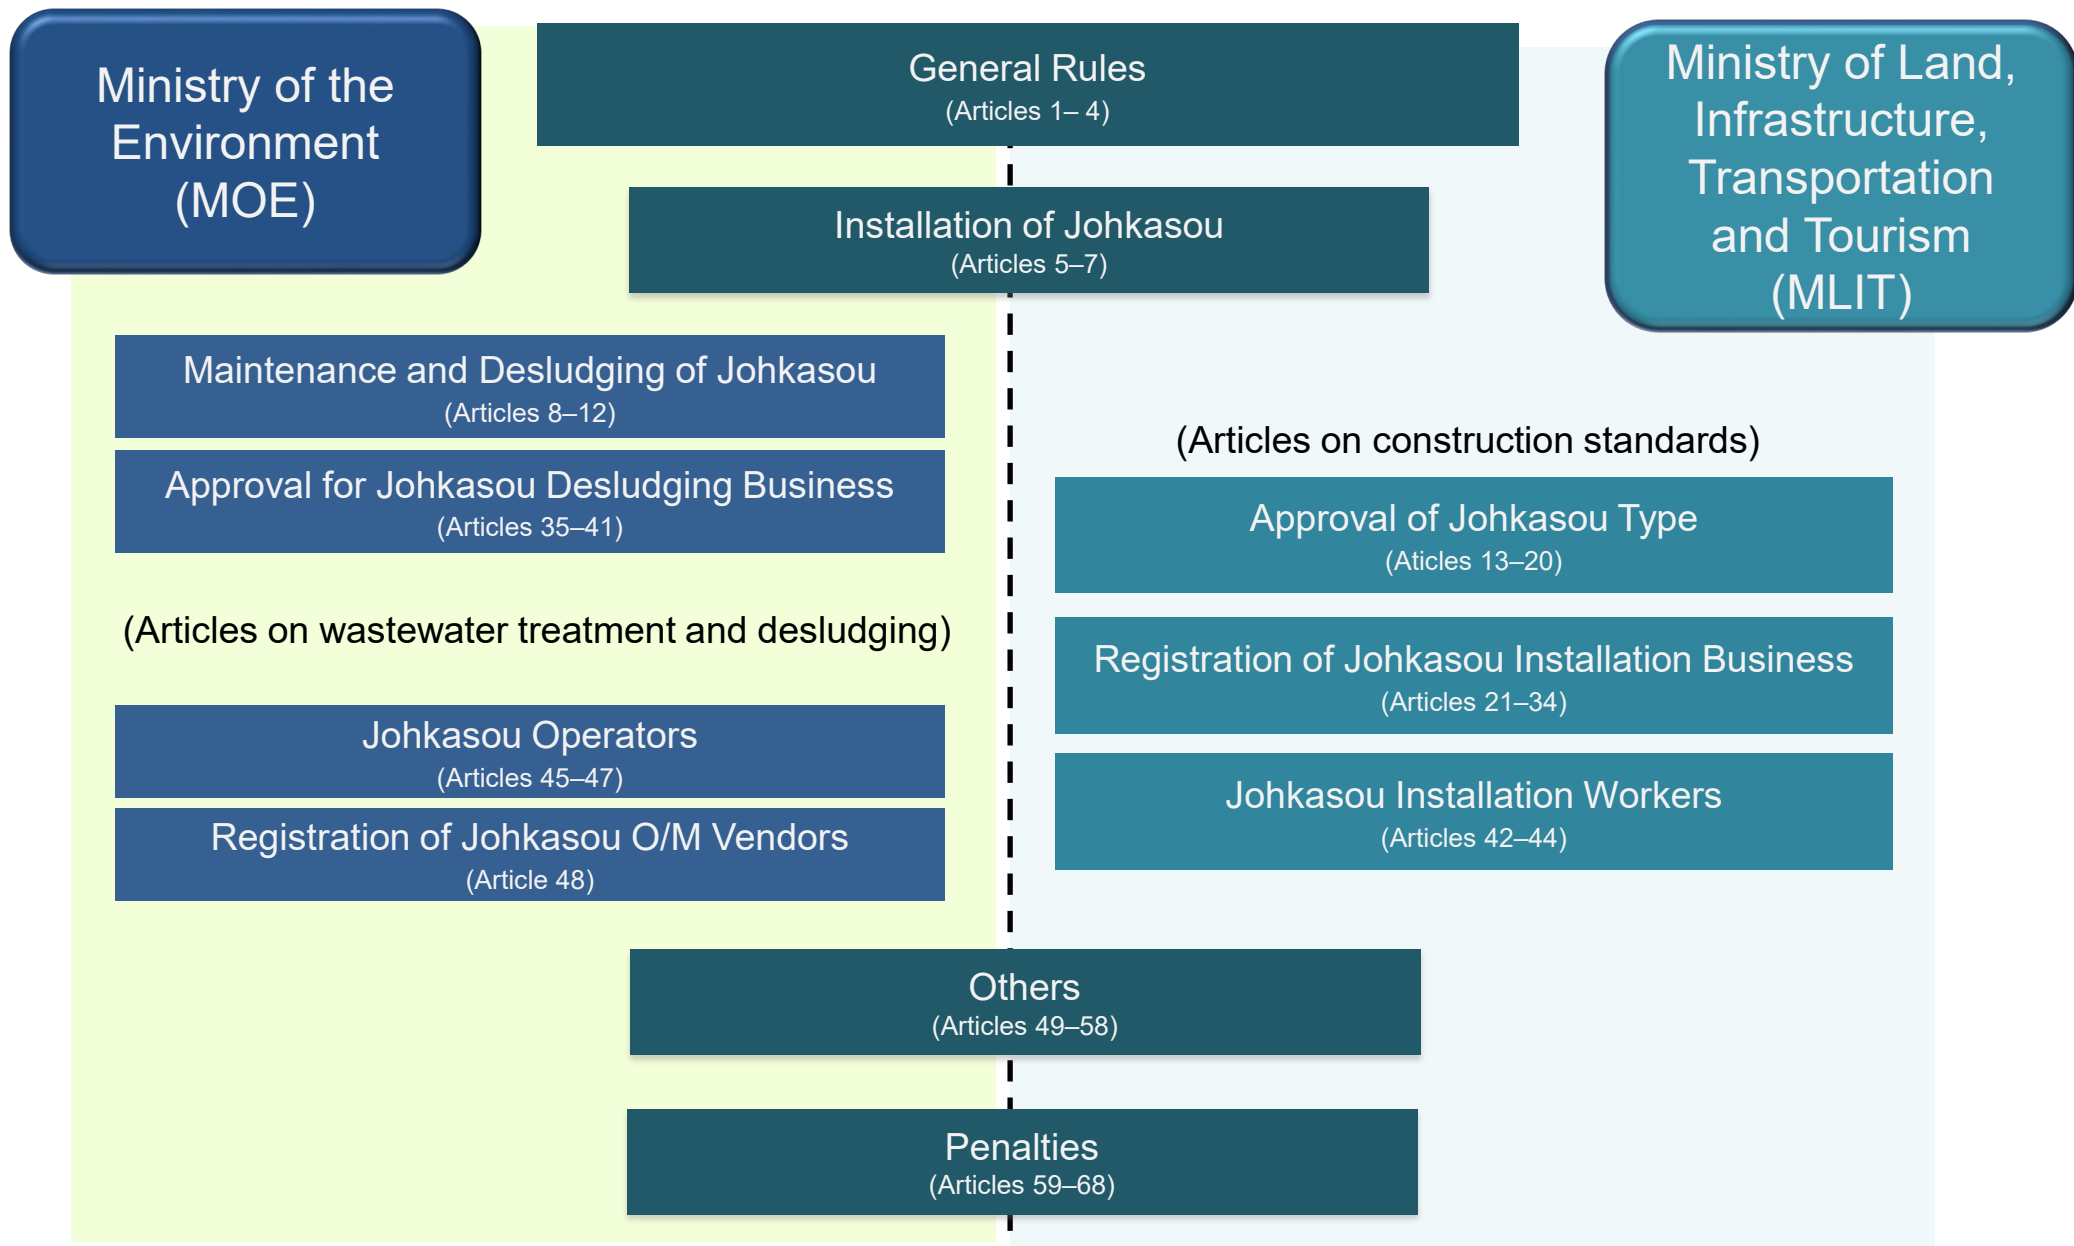 Ministry of the
Environment
(MOE)
General Rules
(Articles 1– 4)
Ministry of Land,
Infrastructure,
Transportation
and Tourism
(MLIT)
Installation of Johkasou
(Articles 5–7)
Maintenance and Desludging of Johkasou
(Articles 8–12)
Approval for Johkasou Desludging Business
(Articles 35–41)
(Articles on wastewater treatment and desludging)
Johkasou Operators
(Articles 45–47)
Registration of Johkasou O/M Vendors
(Article 48)
(Articles on construction standards)
Approval of Johkasou Type
(Aticles 13–20)
Registration of Johkasou Installation Business
(Articles 21–34)
Johkasou Installation Workers
(Articles 42–44)
Others
(Articles 49–58)
Penalties
(Articles 59–68)